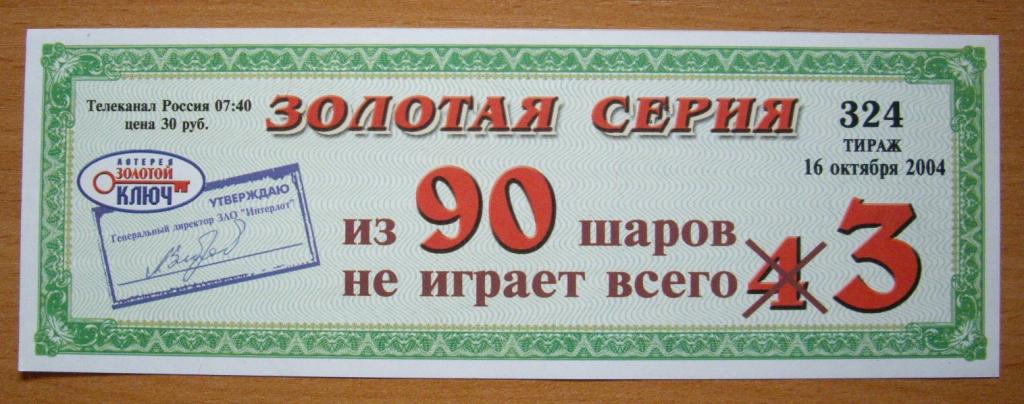 Телеканал Россия 07:40
цена 30 руб.
ЗОЛОТАЯ СЕРИЯ
324
ТИРАЖ
16 октября 2004
ЛОТЕРЕЯ
ЗОЛОТОЙ
КЛЮЧ
УТВЕРЖДАЮ
Генеральный директор ЗАО "Интерлот"
из 90 шаров
не играет всего 4 3